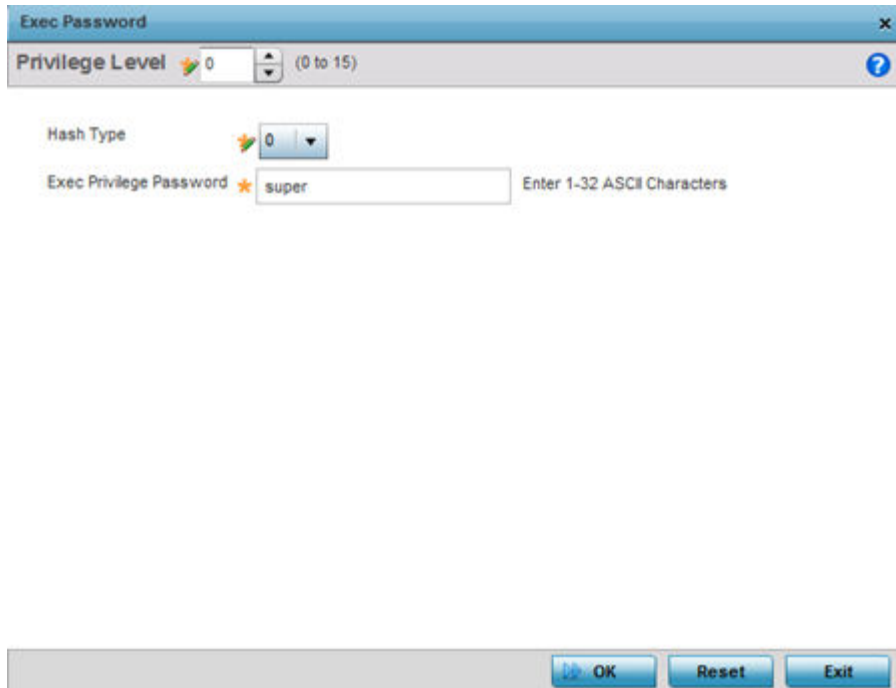 Exec Password
Privilege Level 0 (0 to 15)
Hash Type 0
Exec Privilege Password super Enter 1-32 ASCII Characters
OK Reset Exit